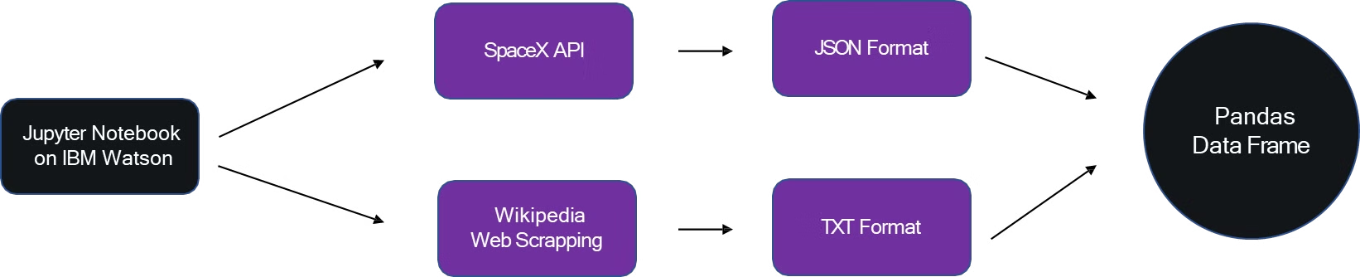 SpaceX API
JSON Format
Jupyter Notebook
on IBM Watson
Pandas
Data Frame
Wikipedia
Web Scrapping
TXT Format